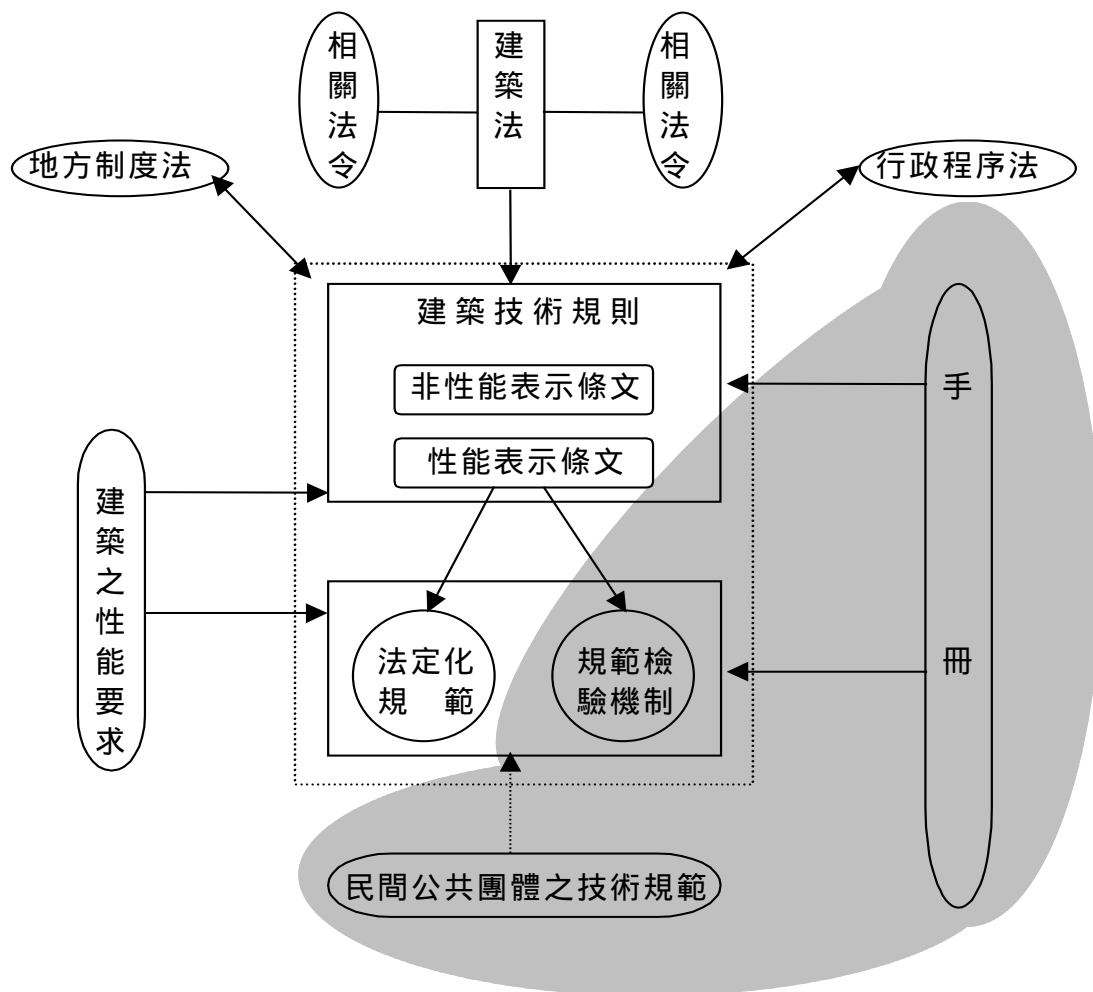 相關法令
建築法
相關法令
地方制度法
行政程序法
建築技術規則
非性能表示條文
性能表示條文
建築之性能要求
手冊
法定化
規範
規範檢
驗機制
民間公共團體之技術規範